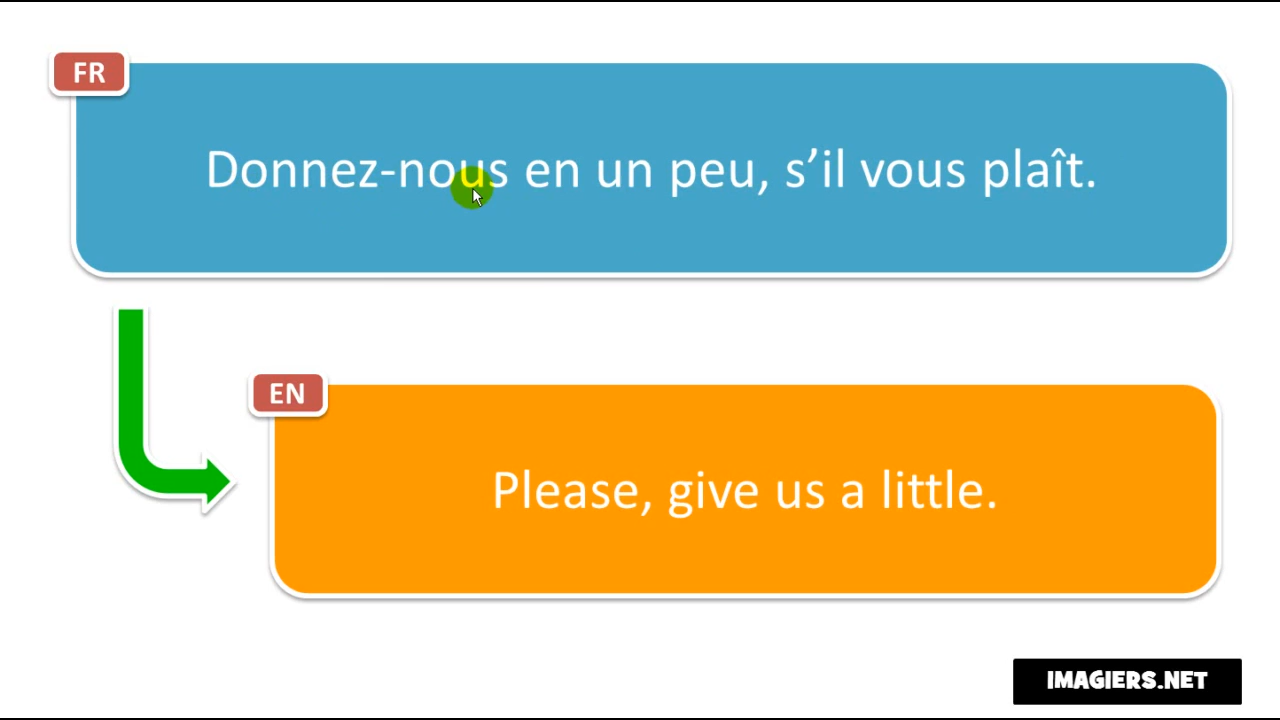 FR
Donnez-nous en un peu, s’il vous plaît.
EN
Please, give us a little.
IMAGIERS.NET